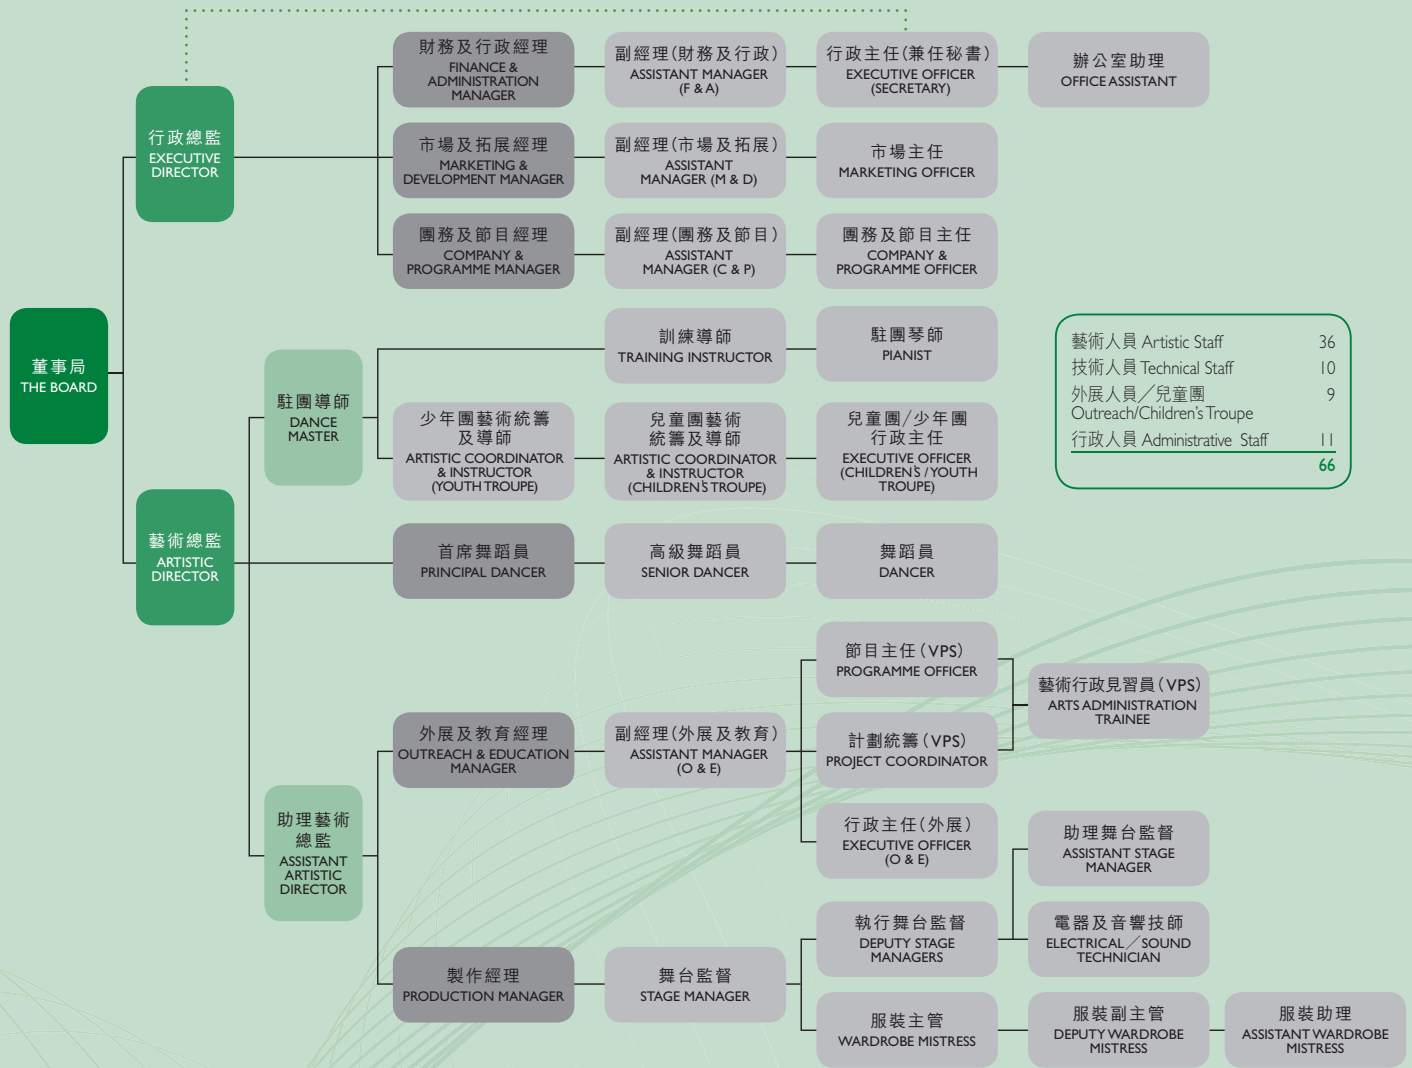 董事局
THE BOARD
行政總監
EXECUTIVE
DIRECTOR
財務及行政經理
FINANCE &
ADMINISTRATION
MANAGER
副經理(財務及行政)
ASSISTANT MANAGER
(F & A)
行政主任(兼任秘書)
EXECUTIVE OFFICER
(SECRETARY)
辦公室助理
OFFICE ASSISTANT
市場及拓展經理
MARKETING &
DEVELOPMENT MANAGER
副經理(市場及拓展)
ASSISTANT
MANAGER (M & D)
市場主任
MARKETING OFFICER
團務及節目經理
COMPANY &
PROGRAMME MANAGER
副經理(團務及節目)
ASSISTANT
MANAGER (C & P)
團務及節目主任
COMPANY &
PROGRAMME OFFICER
藝術總監
ARTISTIC
DIRECTOR
駐團導師
DANCE
MASTER
訓練導師
TRAINING INSTRUCTOR
駐團琴師
PIANIST
少年團藝術統籌
及導師
ARTISTIC COORDINATOR
& INSTRUCTOR
(YOUTH TROUPE)
兒童團藝術
統籌及導師
ARTISTIC COORDINATOR
& INSTRUCTOR
(CHILDREN'S TROUPE)
兒童團/少年團
行政主任
EXECUTIVE OFFICER
(CHILDREN'S / YOUTH
TROUPE)
首席舞蹈員
PRINCIPAL DANCER
高級舞蹈員
SENIOR DANCER
舞蹈員
DANCER
助理藝術
總監
ASSISTANT
ARTISTIC
DIRECTOR
外展及教育經理
OUTREACH & EDUCATION
MANAGER
副經理(外展及教育)
ASSISTANT MANAGER
(O & E)
節目主任(VPS)
PROGRAMME OFFICER
計劃統籌(VPS)
PROJECT COORDINATOR
藝術行政見習員(VPS)
ARTS ADMINISTRATION
TRAINEE
行政主任(外展)
EXECUTIVE OFFICER
(O & E)
製作經理
PRODUCTION MANAGER
舞台監督
STAGE MANAGER
執行舞台監督
DEPUTY STAGE
MANAGERS
助理舞台監督
ASSISTANT STAGE
MANAGER
電器及音響技師
ELECTRICAL／SOUND
TECHNICIAN
服裝主管
WARDROBE MISTRESS
服裝副主管
DEPUTY WARDROBE
MISTRESS
服裝助理
ASSISTANT WARDROBE
MISTRESS
藝術人員 Artistic Staff 36
技術人員 Technical Staff 10
外展人員／兒童團 9
Outreach/Children's Troupe
行政人員 Administrative Staff 11
66